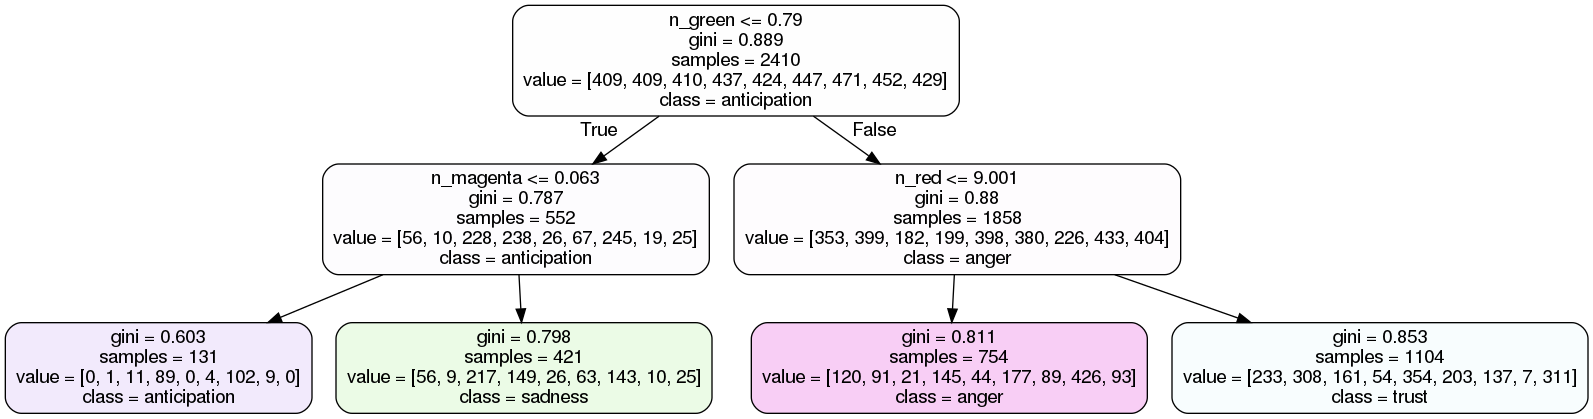 n_green <= 0.79
gini = 0.889
samples = 2410
value = [409, 409, 410, 437, 424, 447, 471, 452, 429]
class = anticipation
True
False
n_magenta <= 0.063
gini = 0.787
samples = 552
value = [56, 10, 228, 238, 26, 67, 245, 19, 25]
class = anticipation
n_red <= 9.001
gini = 0.88
samples = 1858
value = [353, 399, 182, 199, 398, 380, 226, 433, 404]
class = anger
gini = 0.603
samples = 131
value = [0, 1, 11, 89, 0, 4, 102, 9, 0]
class = anticipation
gini = 0.798
samples = 421
value = [56, 9, 217, 149, 26, 63, 143, 10, 25]
class = sadness
gini = 0.811
samples = 754
value = [120, 91, 21, 145, 44, 177, 89, 426, 93]
class = anger
gini = 0.853
samples = 1104
value = [233, 308, 161, 54, 354, 203, 137, 7, 311]
class = trust